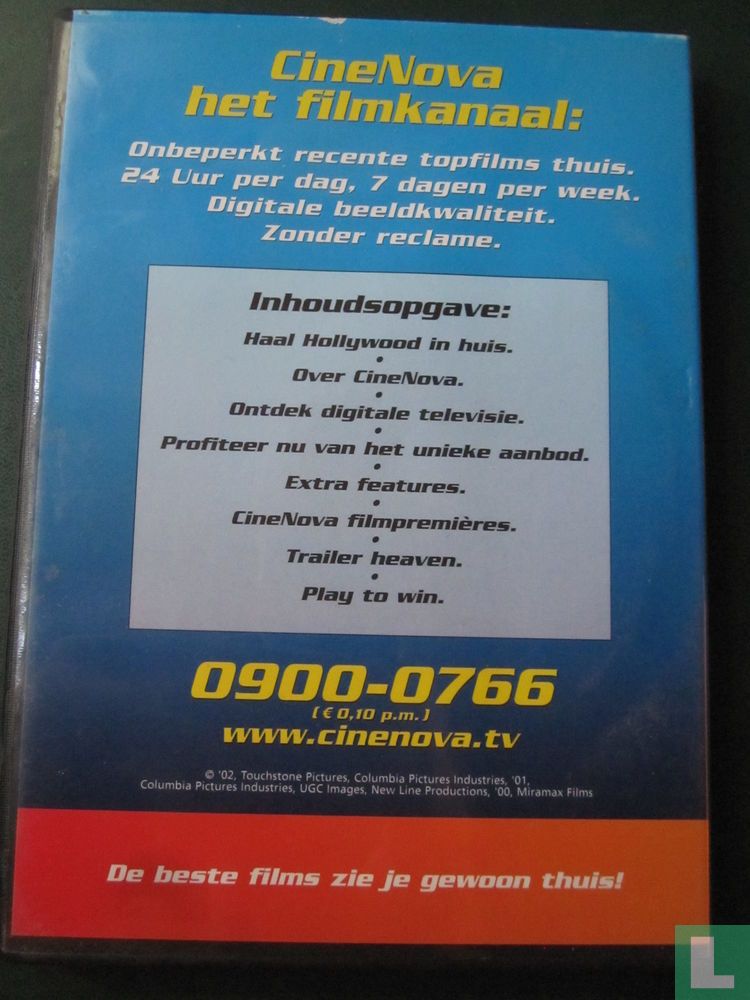 CineNova
het filmkanaal:
Onbeperkt recente topfilms thuis.
24 Uur per dag, 7 dagen per week.
Digitale beeldkwaliteit.
Zonder reclame.
Inhoudsopgave:
Haal Hollywood in huis.
•
Over CineNova.
•
Ontdek digitale televisie.
•
Profiteer nu van het unieke aanbod.
•
Extra features.
•
CineNova filmpremières.
•
Trailer heaven.
•
Play to win.
0900-0766
(€ 0,10 p.m.)
www.cinenova.tv
© '02, Touchstone Pictures, Columbia Pictures Industries, '01,
Columbia Pictures Industries, UGC Images, New Line Productions, '00, Miramax Films
De beste films zie je gewoon thuis!
L